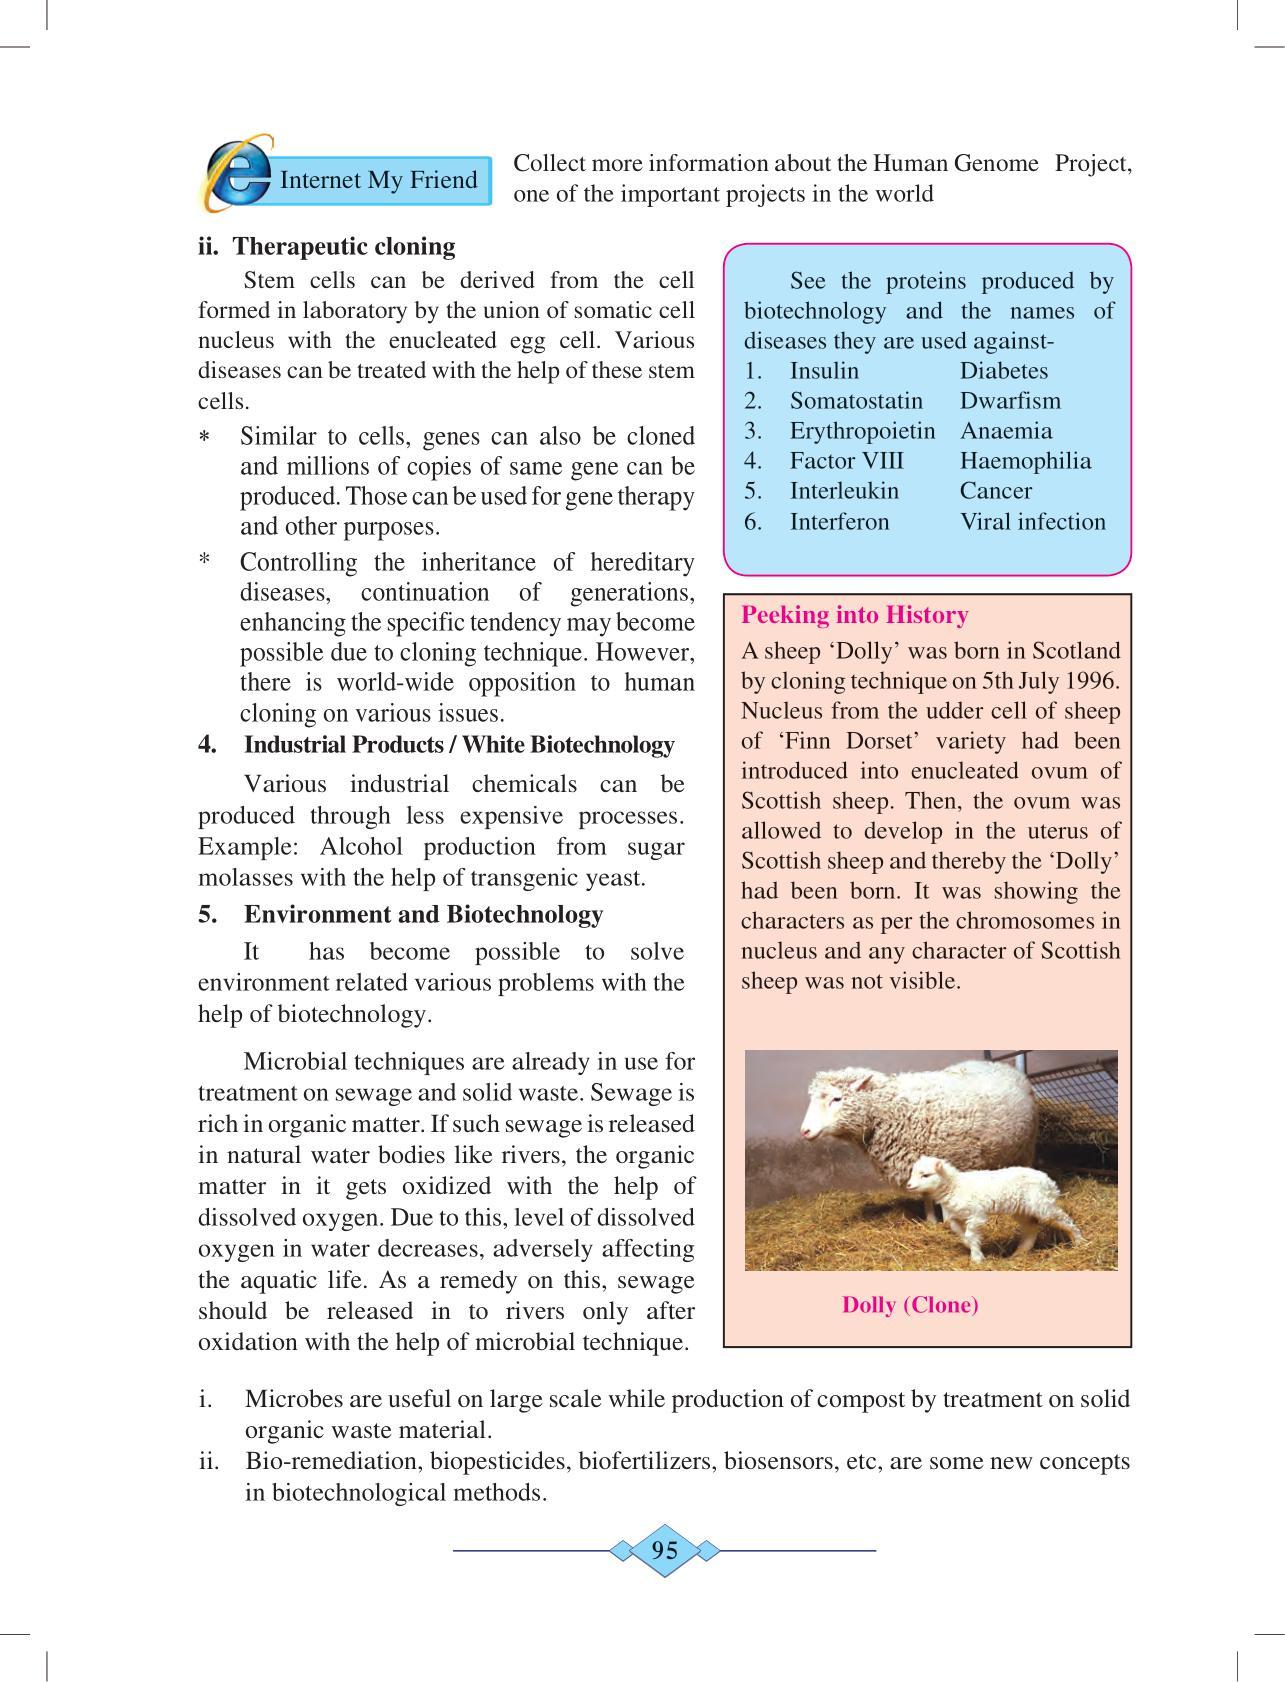 Internet My Friend
Collect more information about the Human Genome Project,
one of the important projects in the world
ii. Therapeutic cloning
Stem cells can be derived from the cell
formed in laboratory by the union of somatic cell
nucleus with the enucleated egg cell. Various
diseases can be treated with the help of these stem
cells.
* Similar to cells, genes can also be cloned
and millions of copies of same gene can be
produced. Those can be used for gene therapy
and other purposes.
* Controlling the inheritance of hereditary
diseases, continuation of generations,
enhancing the specific tendency may become
possible due to cloning technique. However,
there is world-wide opposition to human
cloning on various issues.
4. Industrial Products / White Biotechnology
Various industrial chemicals can be
produced through less expensive processes.
Example: Alcohol production from sugar
molasses with the help of transgenic yeast.
5. Environment and Biotechnology
It has become possible to solve
environment related various problems with the
help of biotechnology.
Microbial techniques are already in use for
treatment on sewage and solid waste. Sewage is
rich in organic matter. If such sewage is released
in natural water bodies like rivers, the organic
matter in it gets oxidized with the help of
dissolved oxygen. Due to this, level of dissolved
oxygen in water decreases, adversely affecting
the aquatic life. As a remedy on this, sewage
should be released in to rivers only after
oxidation with the help of microbial technique.
See the proteins produced by
biotechnology and the names of
diseases they are used against-
1. Insulin Diabetes
2. Somatostatin Dwarfism
3. Erythropoietin Anaemia
4. Factor VIII Haemophilia
5. Interleukin Cancer
6. Interferon Viral infection
Peeking into History
A sheep ‘Dolly’ was born in Scotland
by cloning technique on 5th July 1996.
Nucleus from the udder cell of sheep
of ‘Finn Dorset’ variety had been
introduced into enucleated ovum of
Scottish sheep. Then, the ovum was
allowed to develop in the uterus of
Scottish sheep and thereby the ‘Dolly’
had been born. It was showing the
characters as per the chromosomes in
nucleus and any character of Scottish
sheep was not visible.
Dolly (Clone)
i. Microbes are useful on large scale while production of compost by treatment on solid
organic waste material.
ii. Bio-remediation, biopesticides, biofertilizers, biosensors, etc, are some new concepts
in biotechnological methods.
95